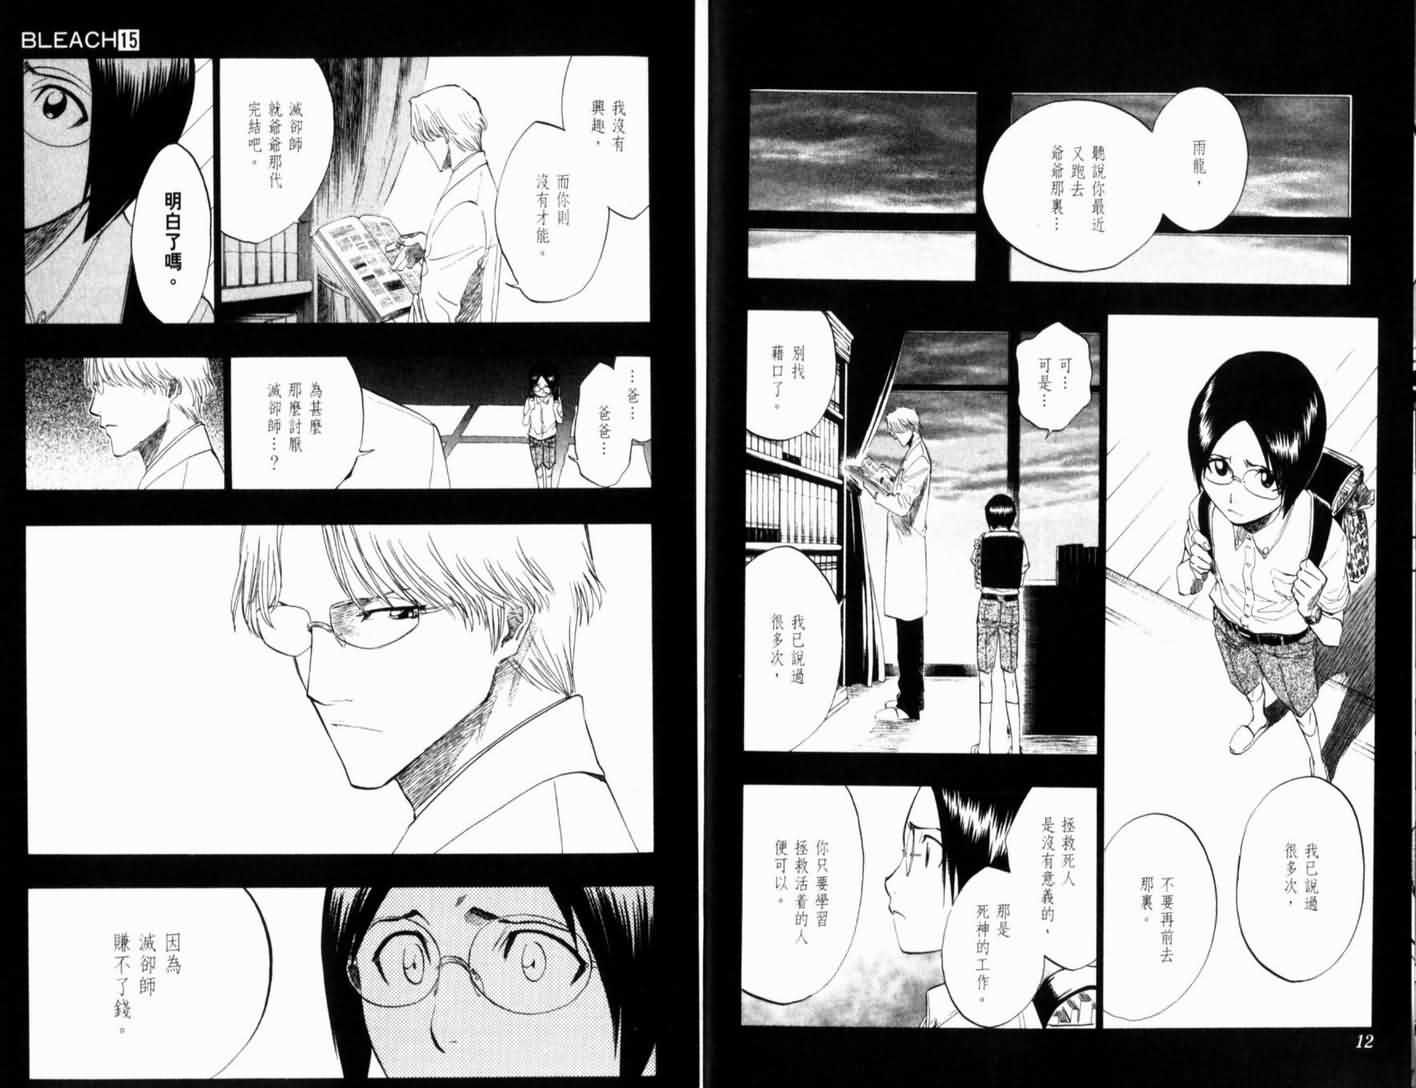 雨龍，
聽說你最近
又跑去
爺爺那裏…
我已說過
很多次，
不要再前去
那裏。
可…
可是…
別找
藉口了。
我已說過
很多次，
拯救死人
是沒有意義的，
那是
死神的工作。
你只要學習
拯救活着的人
便可以。
12
BLEACH15
我沒有
興趣，
而你則
沒有才能。
滅卻師
就爺爺那代
完結吧。
明白了嗎。
…爸…
爸爸…
為甚麼
那麼討厭
滅卻師…？
因為
滅卻師
賺不了錢。